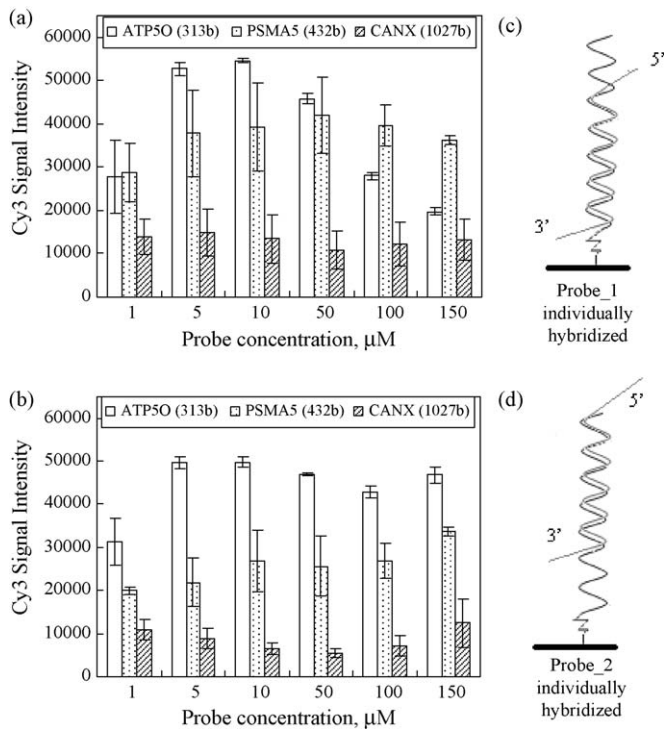 (a)
ATP5O (313b) PSMA5 (432b) CANX (1027b)
60000
50000
40000
30000
20000
10000
0
Cy3 Signal Intensity
1 5 10 50 100 150
Probe concentration, μM
(c)
5’
3’
Probe_1
individually
hybridized
(b)
ATP5O (313b) PSMA5 (432b) CANX (1027b)
60000
50000
40000
30000
20000
10000
0
Cy3 Signal Intensity
1 5 10 50 100 150
Probe concentration, μM
(d)
5’
3’
Probe_2
individually
hybridized